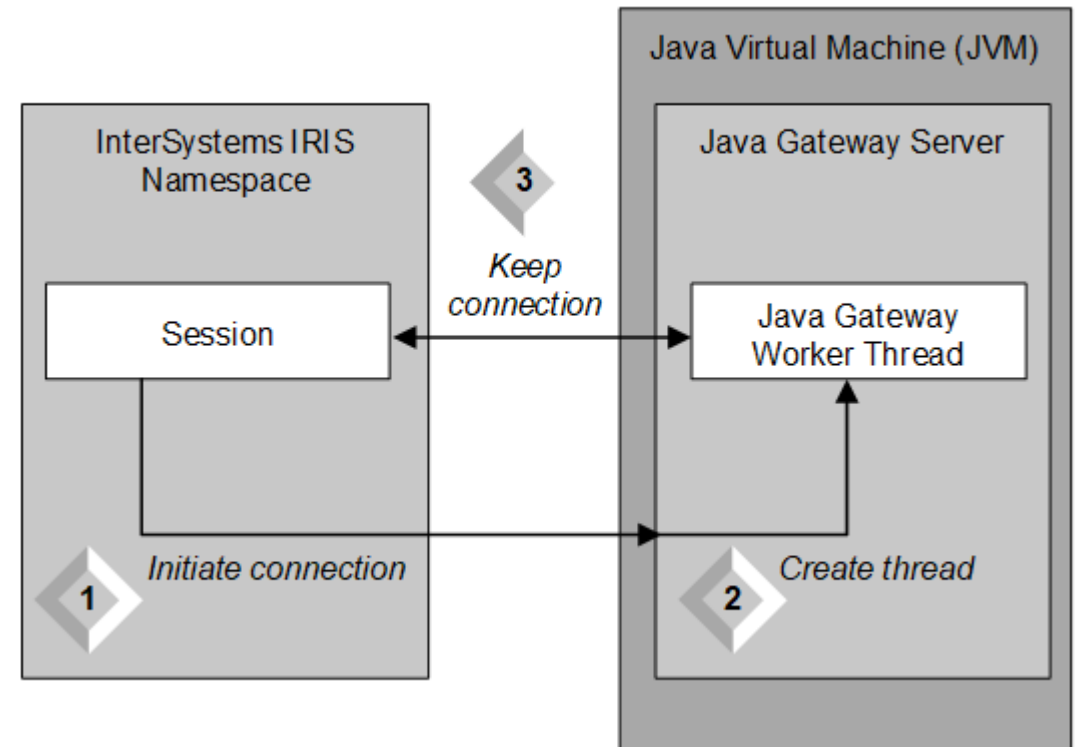 Java Virtual Machine (JVM)
InterSystems IRIS
Namespace
Java Gateway Server
3
Keep
connection
Session
Java Gateway
Worker Thread
1
Initiate connection
2
Create thread